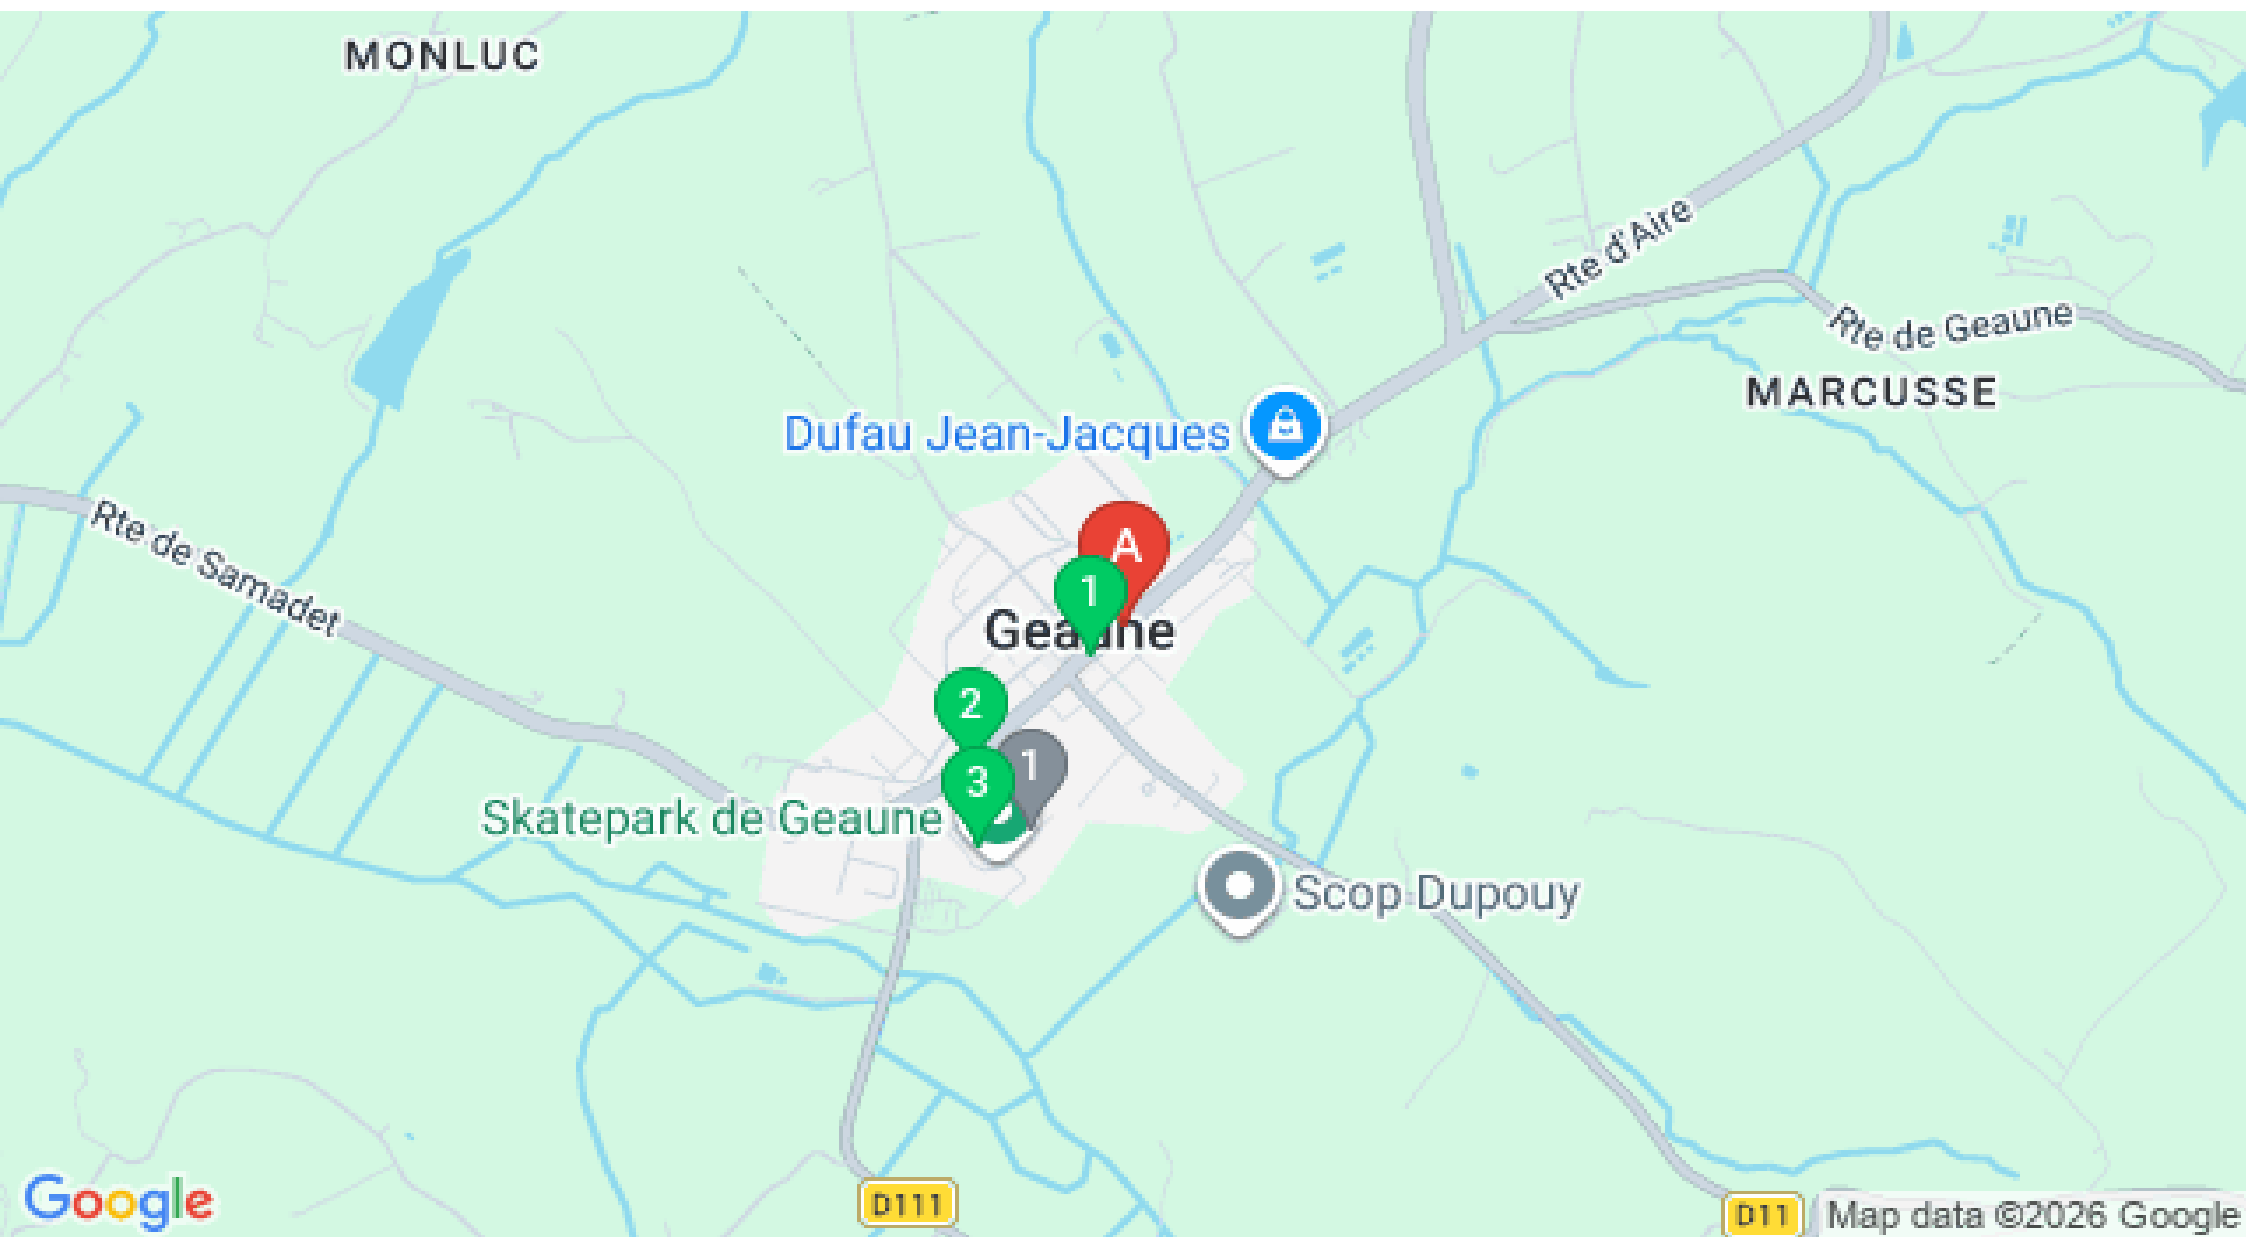 MONLUC
Rte d'Aire
Rte de Geaune
MARCUSSE
Dufau Jean-Jacques
Rte de Samadet
A
1
Geaune
2
1
3
Skatepark de Geaune
Scop Dupouy
Google
D111
D11
Map data ©2026 Google